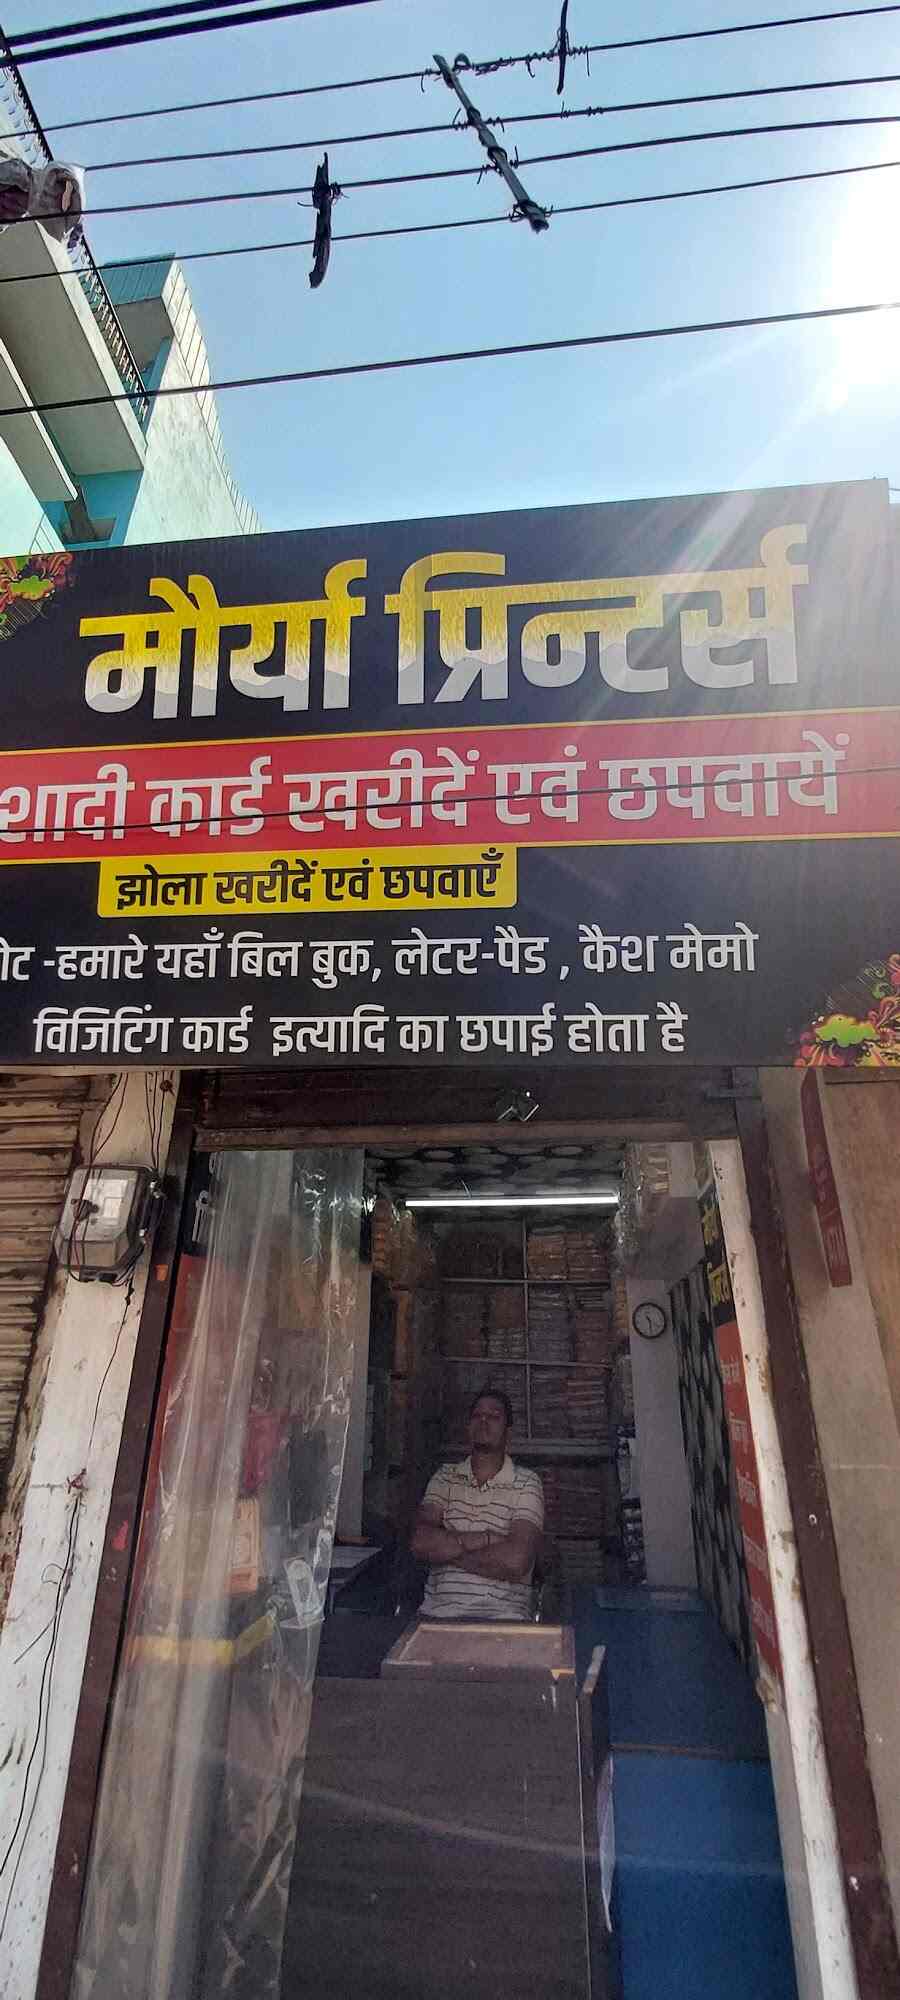 मौर्या प्रिन्टर्स
शादी कार्ड खरीदें एवं छपवायें
झोला खरीदें एवं छपवाएँ
-हमारे यहाँ बिल बुक, लेटर-पैड , कैश मेमो
विजिटिंग कार्ड इत्यादि का छपाई होता है